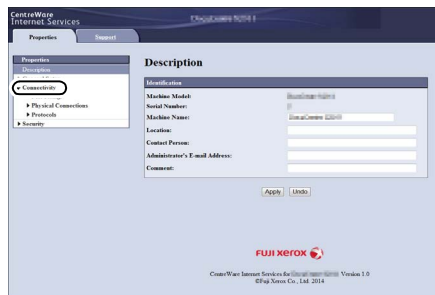 CentreWare
Internet Services
Properties
Support
Properties
Description
Connectivity
Physical Connections
Protocols
Security
Description
Identification
Machine Model:
Serial Number:
Machine Name:
Location:
Contact Person:
Administrator's E-mail Address:
Comment:
Apply Undo
FUJI XEROX
CentreWare Internet Services for Version 1.0
©Fuji Xerox Co., Ltd. 2014